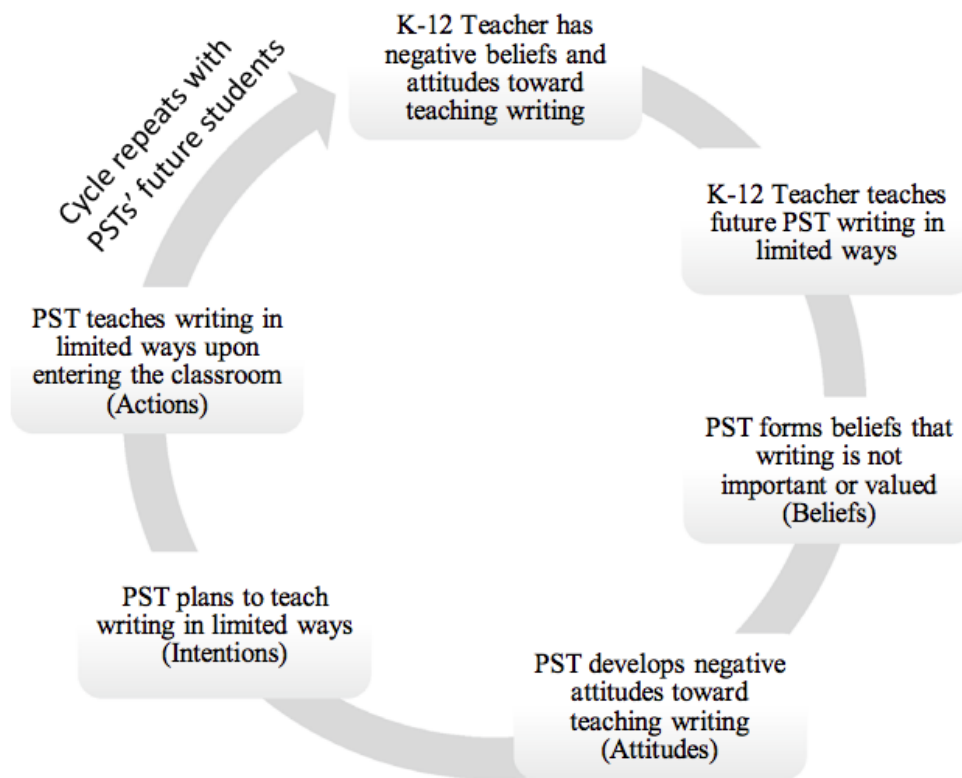 K-12 Teacher has
negative beliefs and
attitudes toward
teaching writing
K-12 Teacher teaches
future PST writing in
limited ways
PST forms beliefs that
writing is not
important or valued
(Beliefs)
PST develops negative
attitudes toward
teaching writing
(Attitudes)
PST plans to teach
writing in limited ways
(Intentions)
PST teaches writing in
limited ways upon
entering the classroom
(Actions)
Cycle repeats with
PSTs' future students